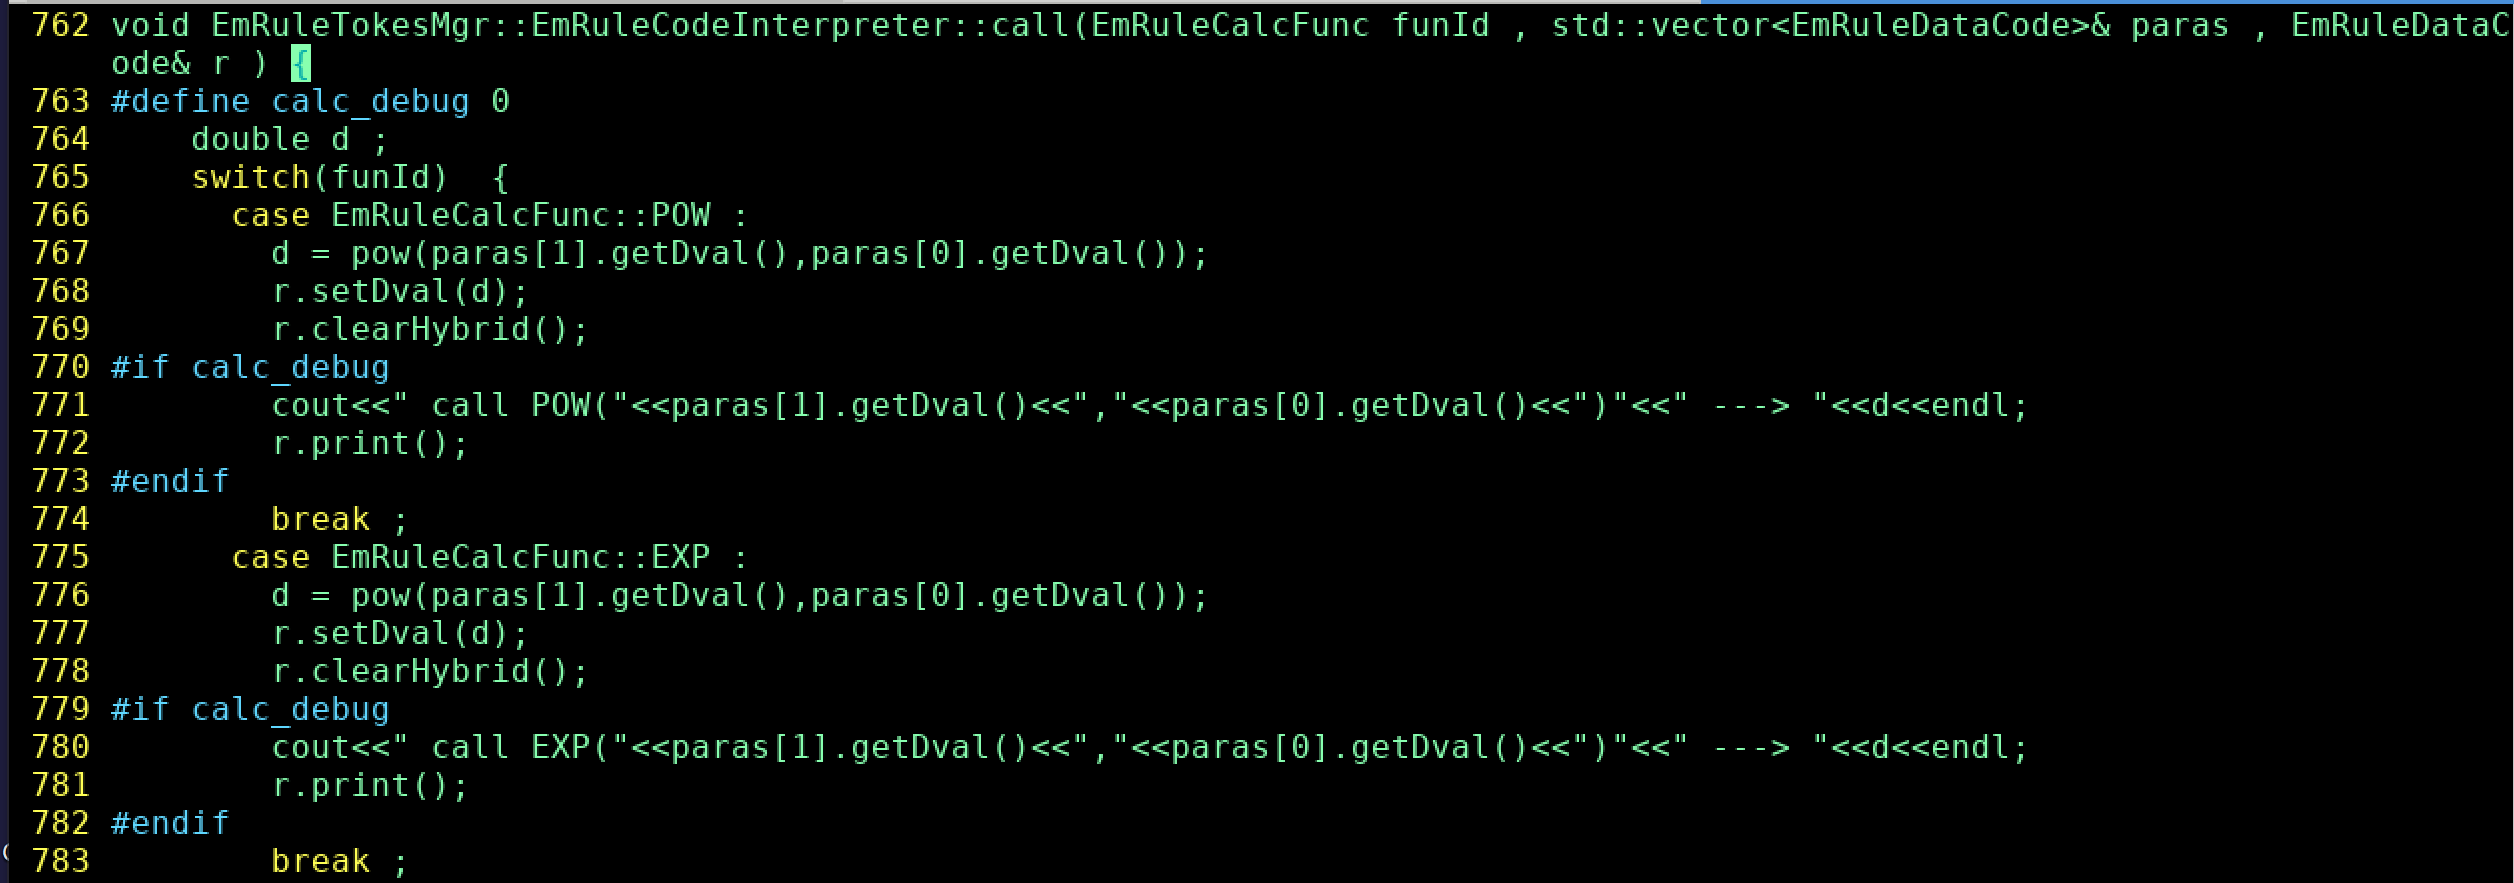 762 void EmRuleTokesMgr::EmRuleCodeInterpreter::call(EmRuleCalcFunc funId , std::vector<EmRuleDataCode>& paras , EmRuleDataC
ode& r ) {
763 #define calc_debug 0
764     double d ;
765     switch(funId)  {
766       case EmRuleCalcFunc::POW :
767         d = pow(paras[1].getDval(),paras[0].getDval());
768         r.setDval(d);
769         r.clearHybrid();
770 #if calc_debug
771         cout<<" call POW("<<paras[1].getDval()<<","<<paras[0].getDval()<<")"<<" ---> "<<d<<endl;
772         r.print();
773 #endif
774         break ;
775       case EmRuleCalcFunc::EXP :
776         d = pow(paras[1].getDval(),paras[0].getDval());
777         r.setDval(d);
778         r.clearHybrid();
779 #if calc_debug
780         cout<<" call EXP("<<paras[1].getDval()<<","<<paras[0].getDval()<<")"<<" ---> "<<d<<endl;
781         r.print();
782 #endif
783         break ;